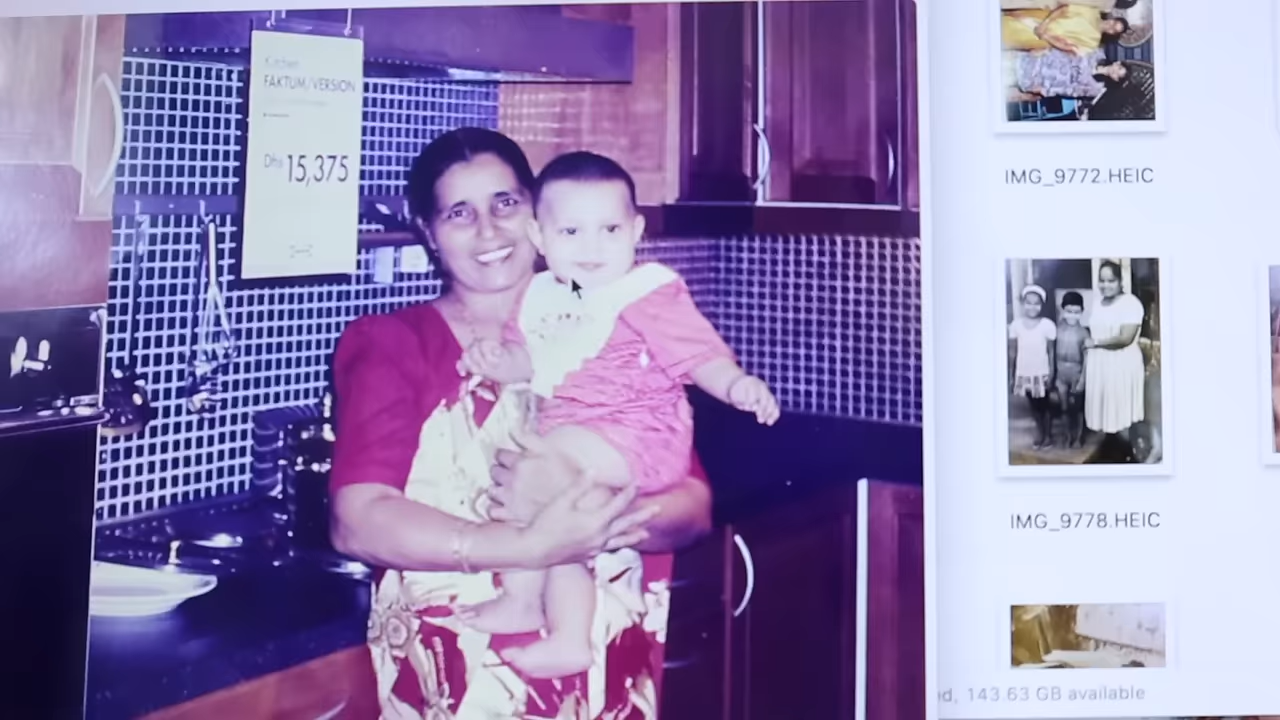 Kitchen
FAKTUM/VERSION
Dhs 15,375
IMG_9772.HEIC
IMG_9778.HEIC
d, 143.63 GB available